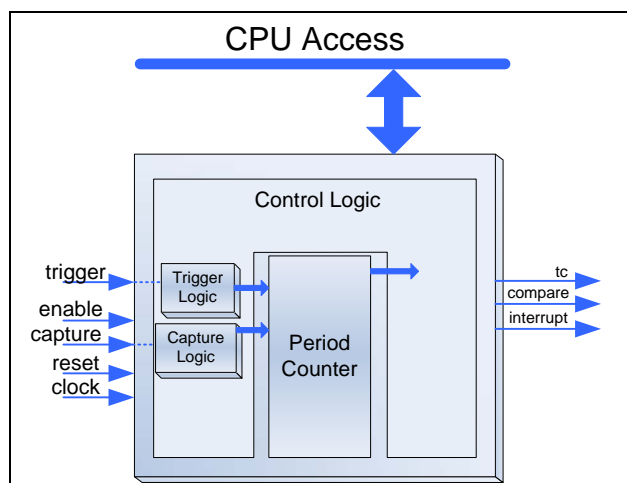 CPU Access
Control Logic
trigger
Trigger
Logic
enable
capture
Capture
Logic
reset
clock
Period
Counter
tc
compare
interrupt